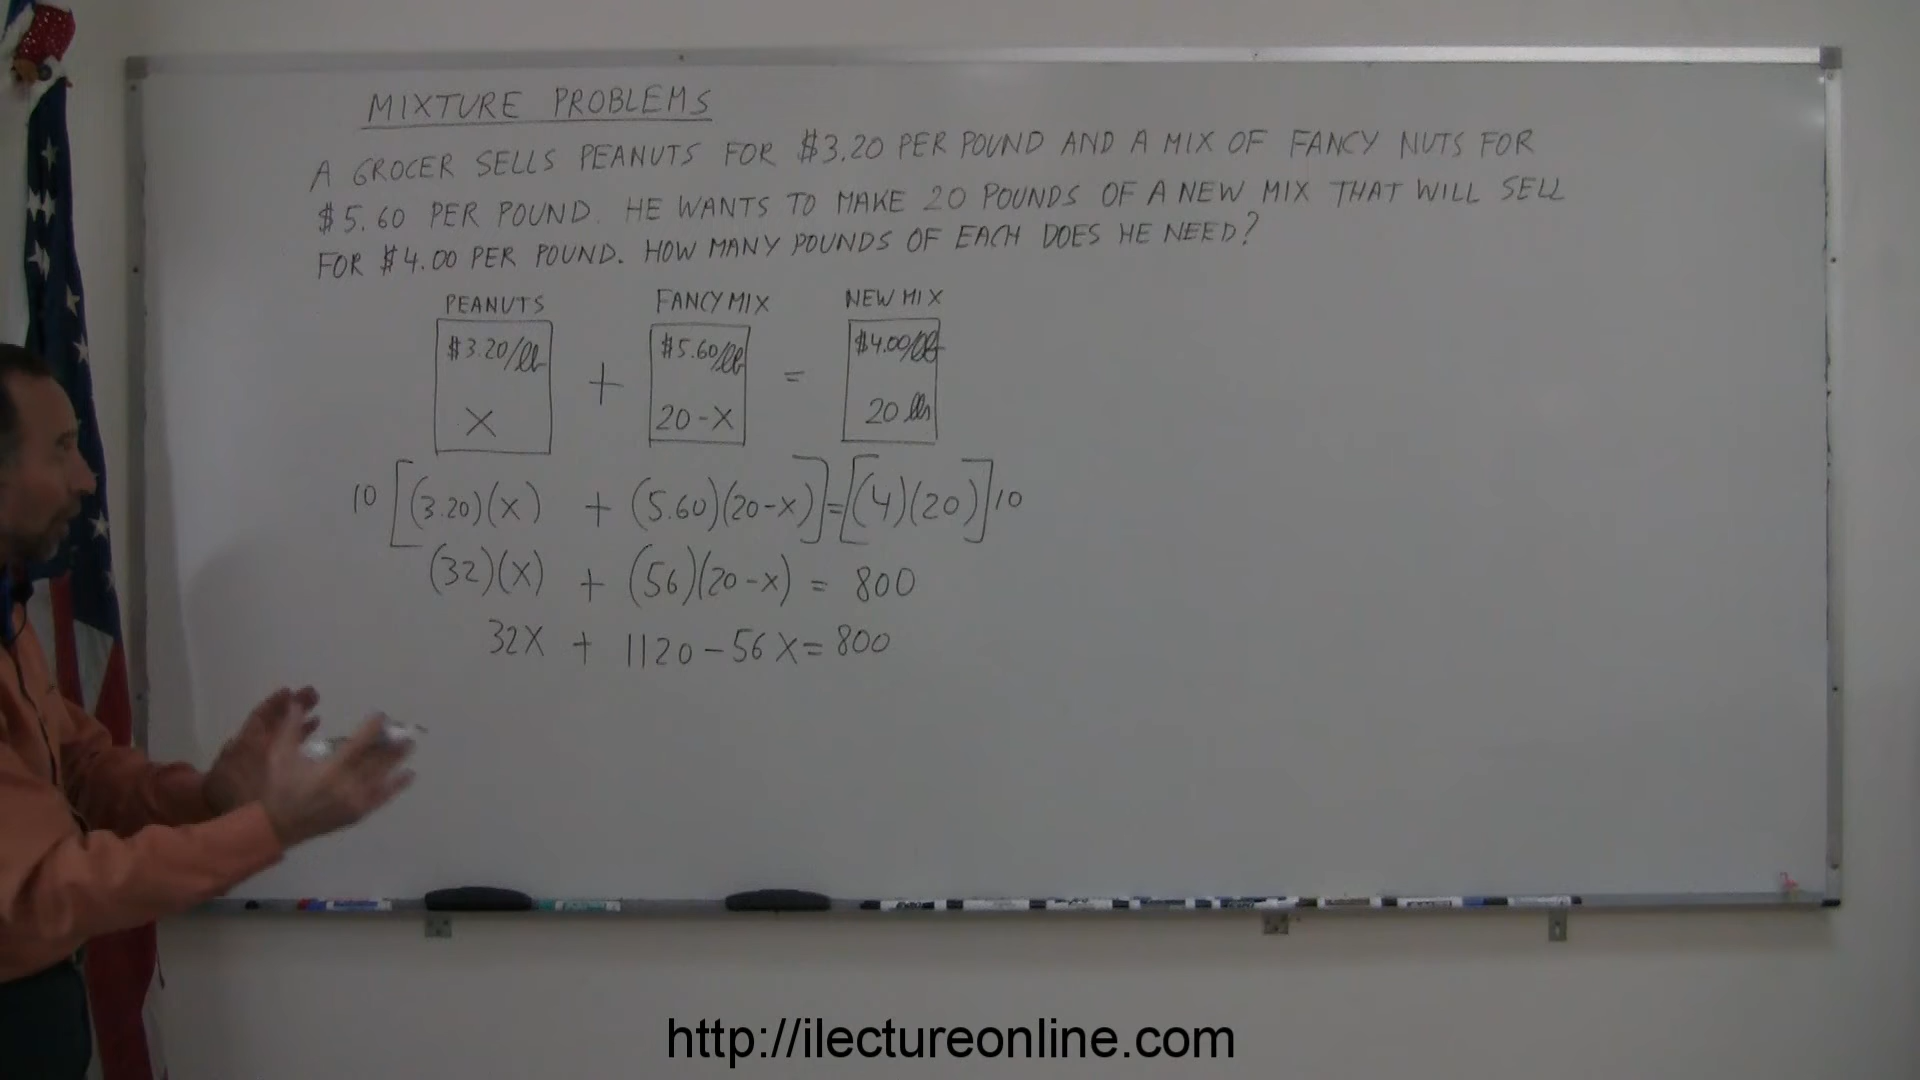 MIXTURE PROBLEMS
A GROCER SELLS PEANUTS FOR $3.20 PER POUND AND A MIX OF FANCY NUTS FOR
$5.60 PER POUND. HE WANTS TO MAKE 20 POUNDS OF A NEW MIX THAT WILL SELL
FOR $4.00 PER POUND. HOW MANY POUNDS OF EACH DOES HE NEED?
PEANUTS FANCY MIX NEW MIX
$3.20/lb $5.60/lb $4.00/lb
+ =
X 20-X 20 lbs
10 [(3.20)(X) + (5.60)(20-X)] = [(4)(20)] 10
(32)(X) + (56)(20-X) = 800
32X + 1120 - 56X = 800
http://ilectureonline.com